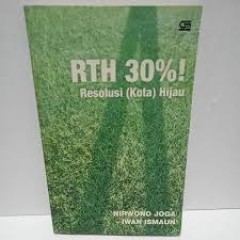 RTH 30%!
Resolusi (Kota) Hijau
NIRWONO JOGA
- IWAN ISMAUN